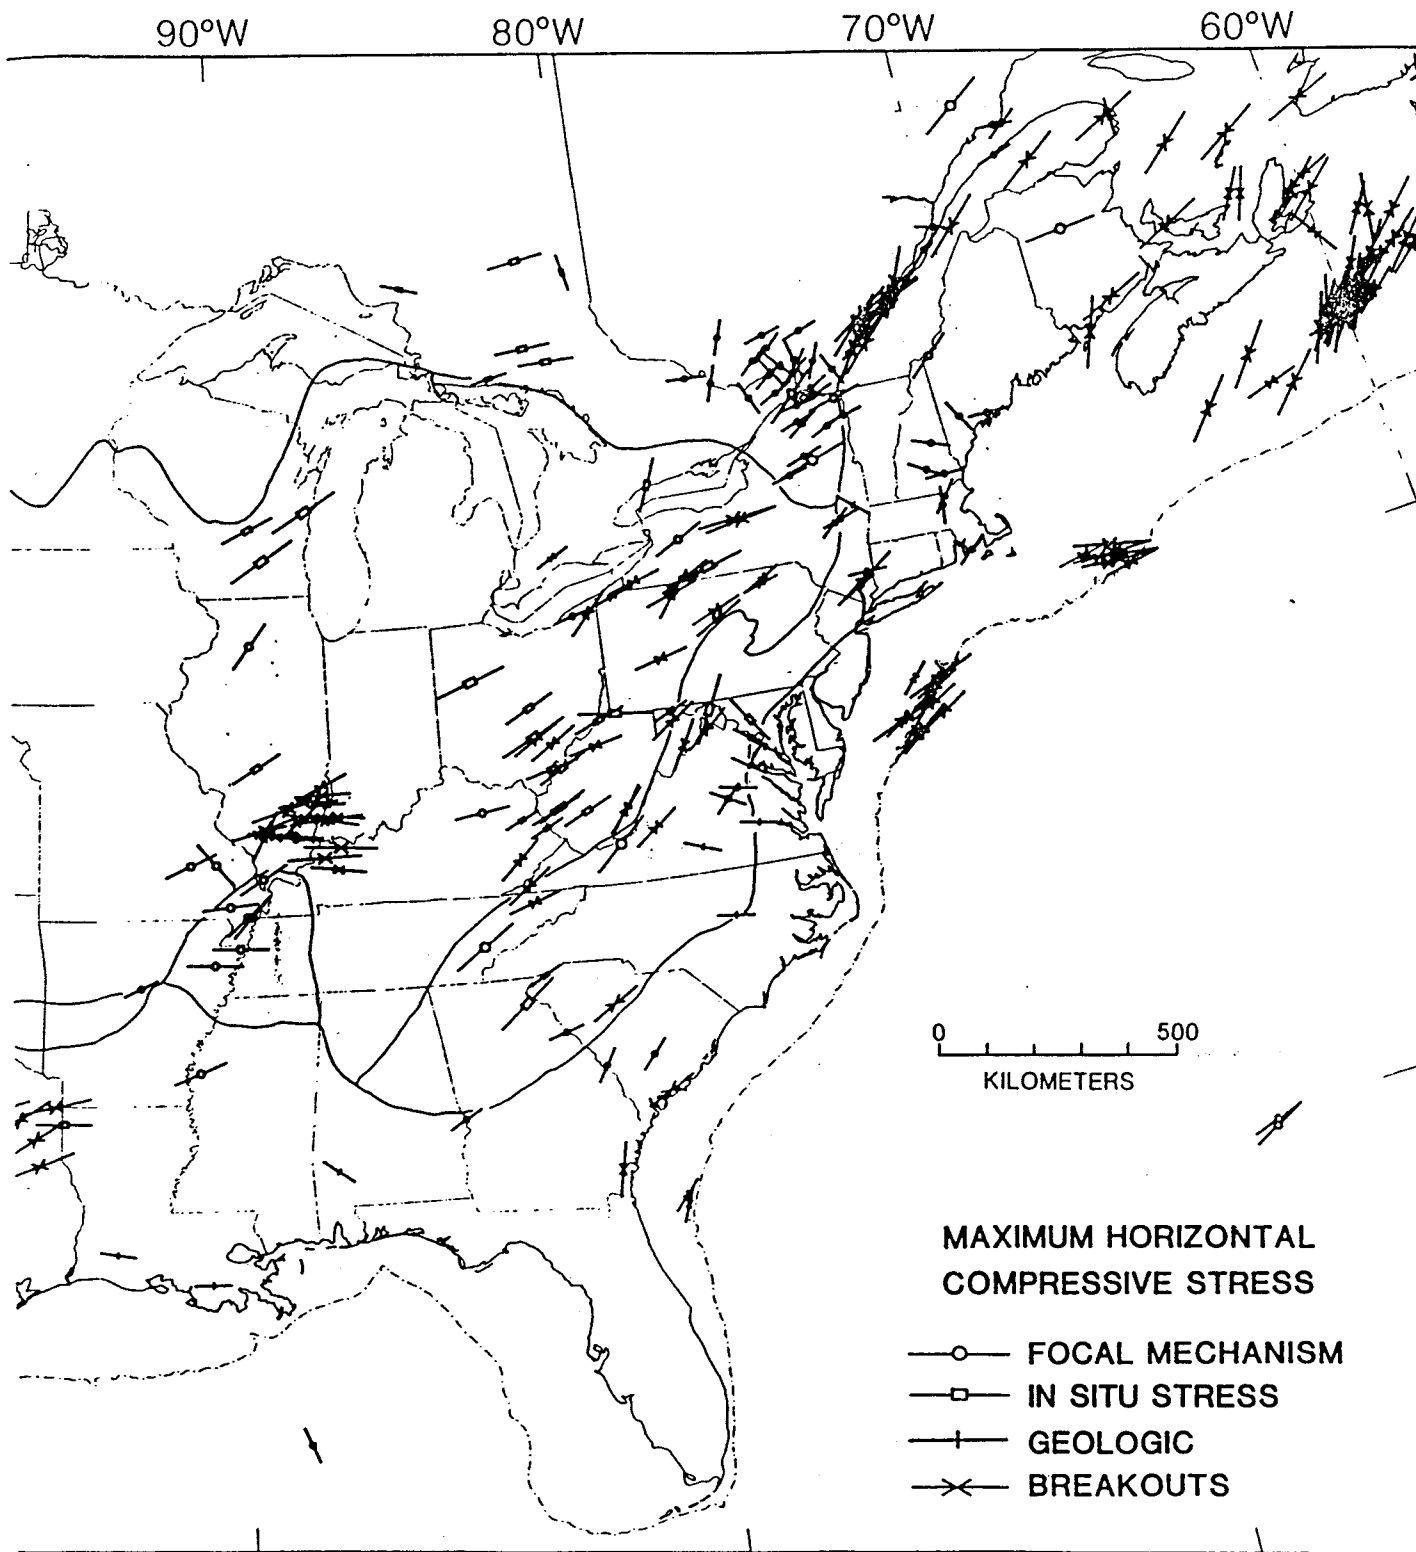 90°W 80°W 70°W 60°W
0 500
KILOMETERS
MAXIMUM HORIZONTAL
COMPRESSIVE STRESS
FOCAL MECHANISM
IN SITU STRESS
GEOLOGIC
BREAKOUTS